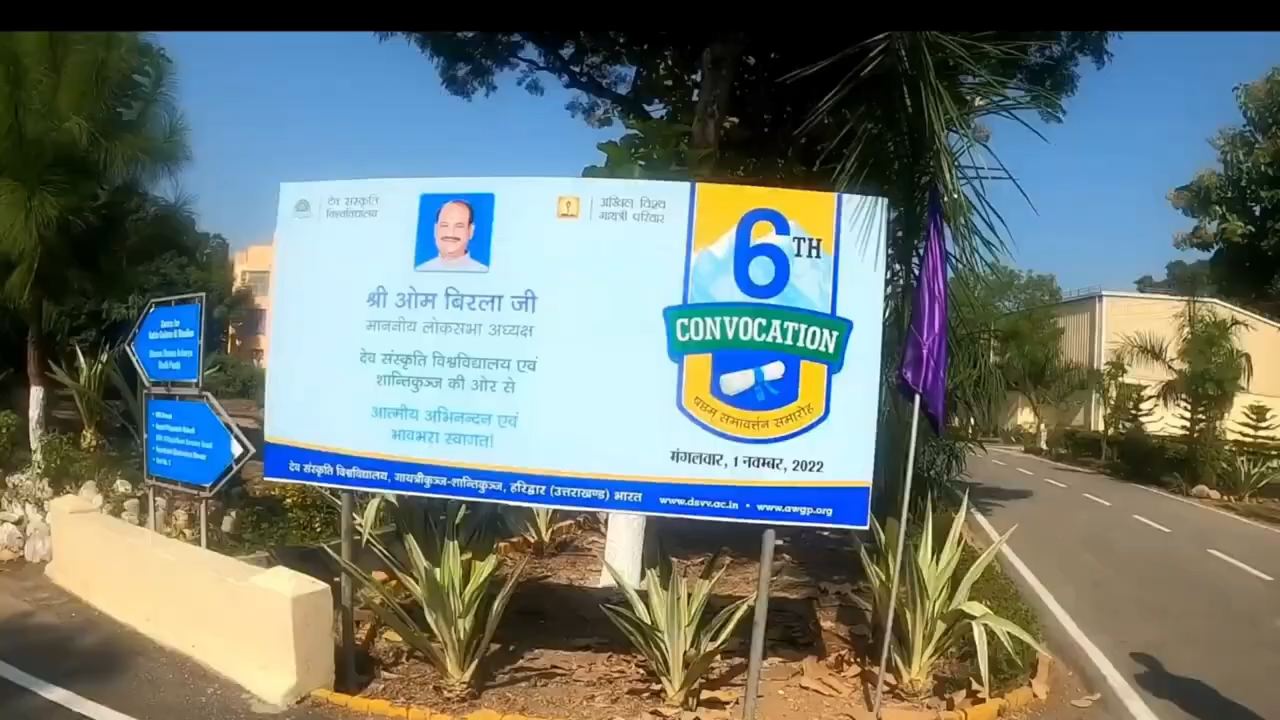 देव संस्कृति
विश्वविद्यालय
अखिल विश्व
गायत्री परिवार
श्री ओम बिरला जी
माननीय लोकसभा अध्यक्ष
देव संस्कृति विश्वविद्यालय एवं
शान्तिकुञ्ज की ओर से
आत्मीय अभिनन्दन एवं
भावभरा स्वागत!
6TH
CONVOCATION
षष्ठम् समावर्त्तन समारोह
मंगलवार, 1 नवम्बर, 2022
देव संस्कृति विश्वविद्यालय, गायत्रीकुञ्ज-शान्तिकुञ्ज, हरिद्वार (उत्तराखण्ड) भारत
www.dsvv.ac.in • www.awgp.org